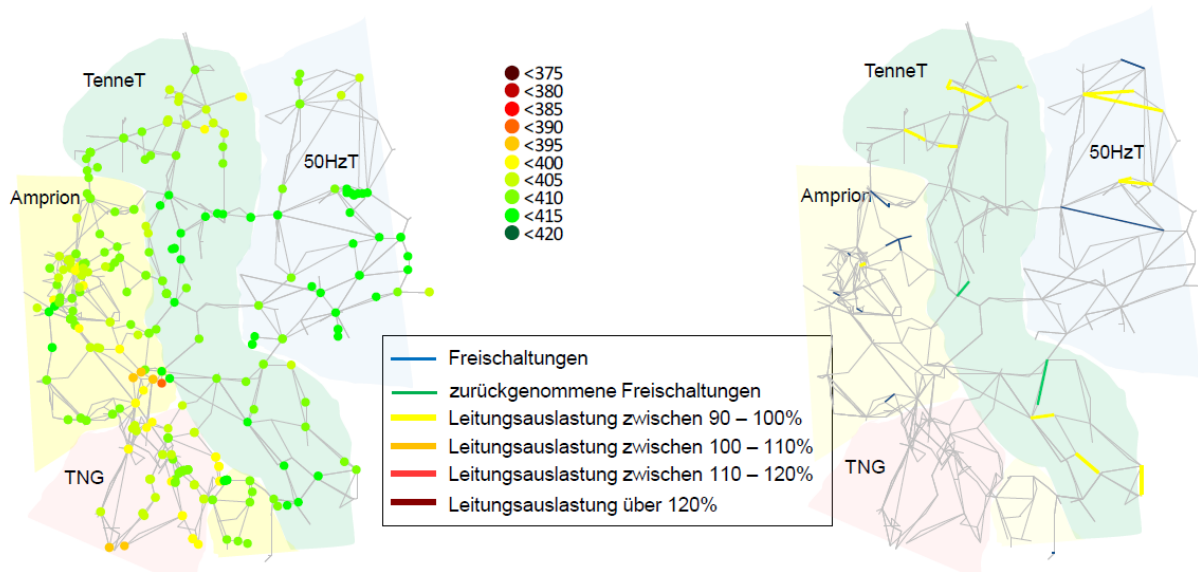 TenneT
50HzT
Amprion
TNG
<375
<380
<385
<390
<395
<400
<405
<410
<415
<420
TenneT
50HzT
Amprion
TNG
Freischaltungen
zurückgenommene Freischaltungen
Leitungsauslastung zwischen 90 – 100%
Leitungsauslastung zwischen 100 – 110%
Leitungsauslastung zwischen 110 – 120%
Leitungsauslastung über 120%